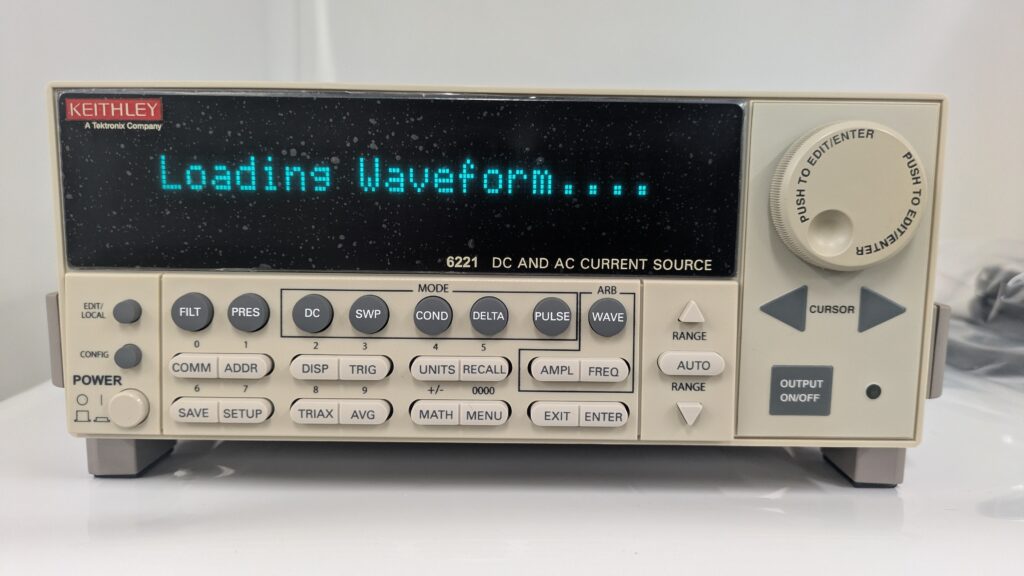 KEITHLEY
A Tektronix Company
Loading Waveform....
6221 DC AND AC CURRENT SOURCE
PUSH TO EDIT/ENTER
PUSH TO EDIT/ENTER
MODE
ARB
EDIT/
LOCAL
FILT PRES DC SWP COND DELTA PULSE WAVE
RANGE
CURSOR
0 1 2 3 4 5
CONFIG
COMM ADDR DISP TRIG UNITS RECALL AMPL FREQ
AUTO
POWER
6 7 8 9 +/- 0000
RANGE
OUTPUT
ON/OFF
SAVE SETUP TRIAX AVG MATH MENU EXIT ENTER